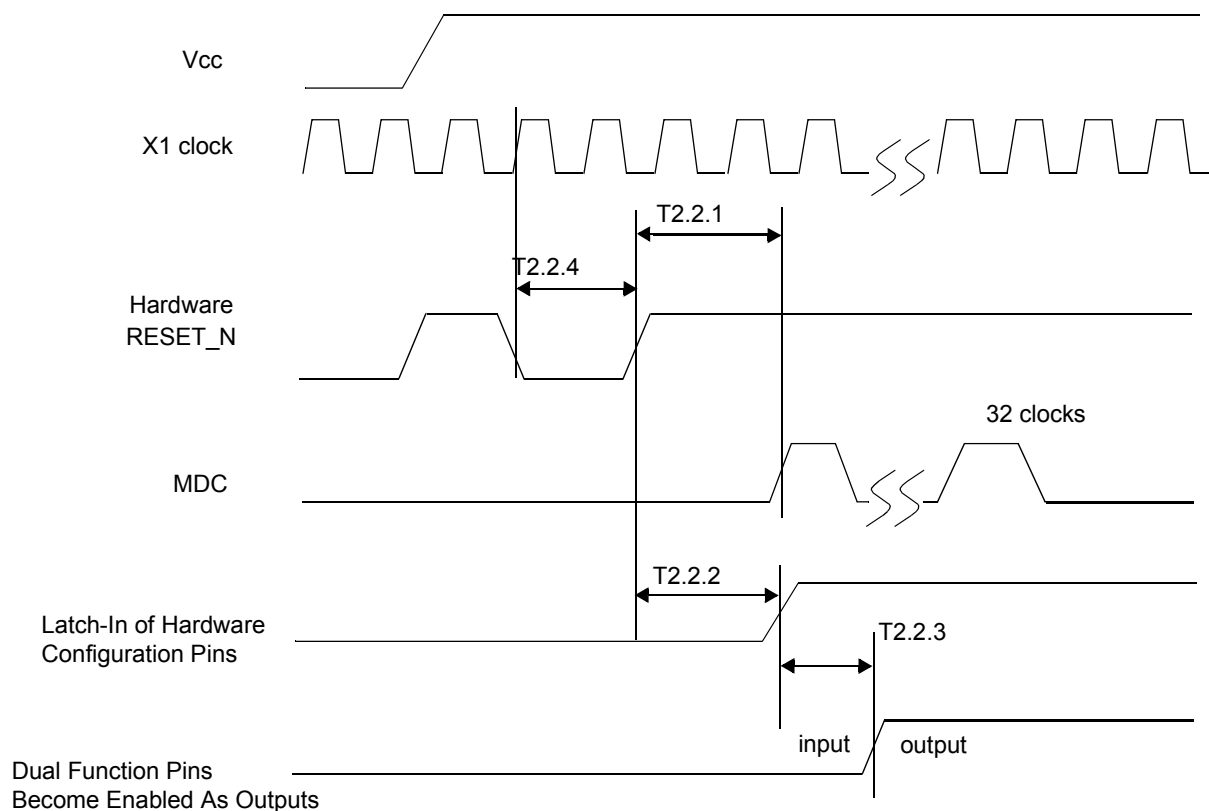 Vcc
X1 clock
T2.2.1
T2.2.4
Hardware
RESET_N
32 clocks
MDC
T2.2.2
Latch-In of Hardware
Configuration Pins
T2.2.3
input
output
Dual Function Pins
Become Enabled As Outputs